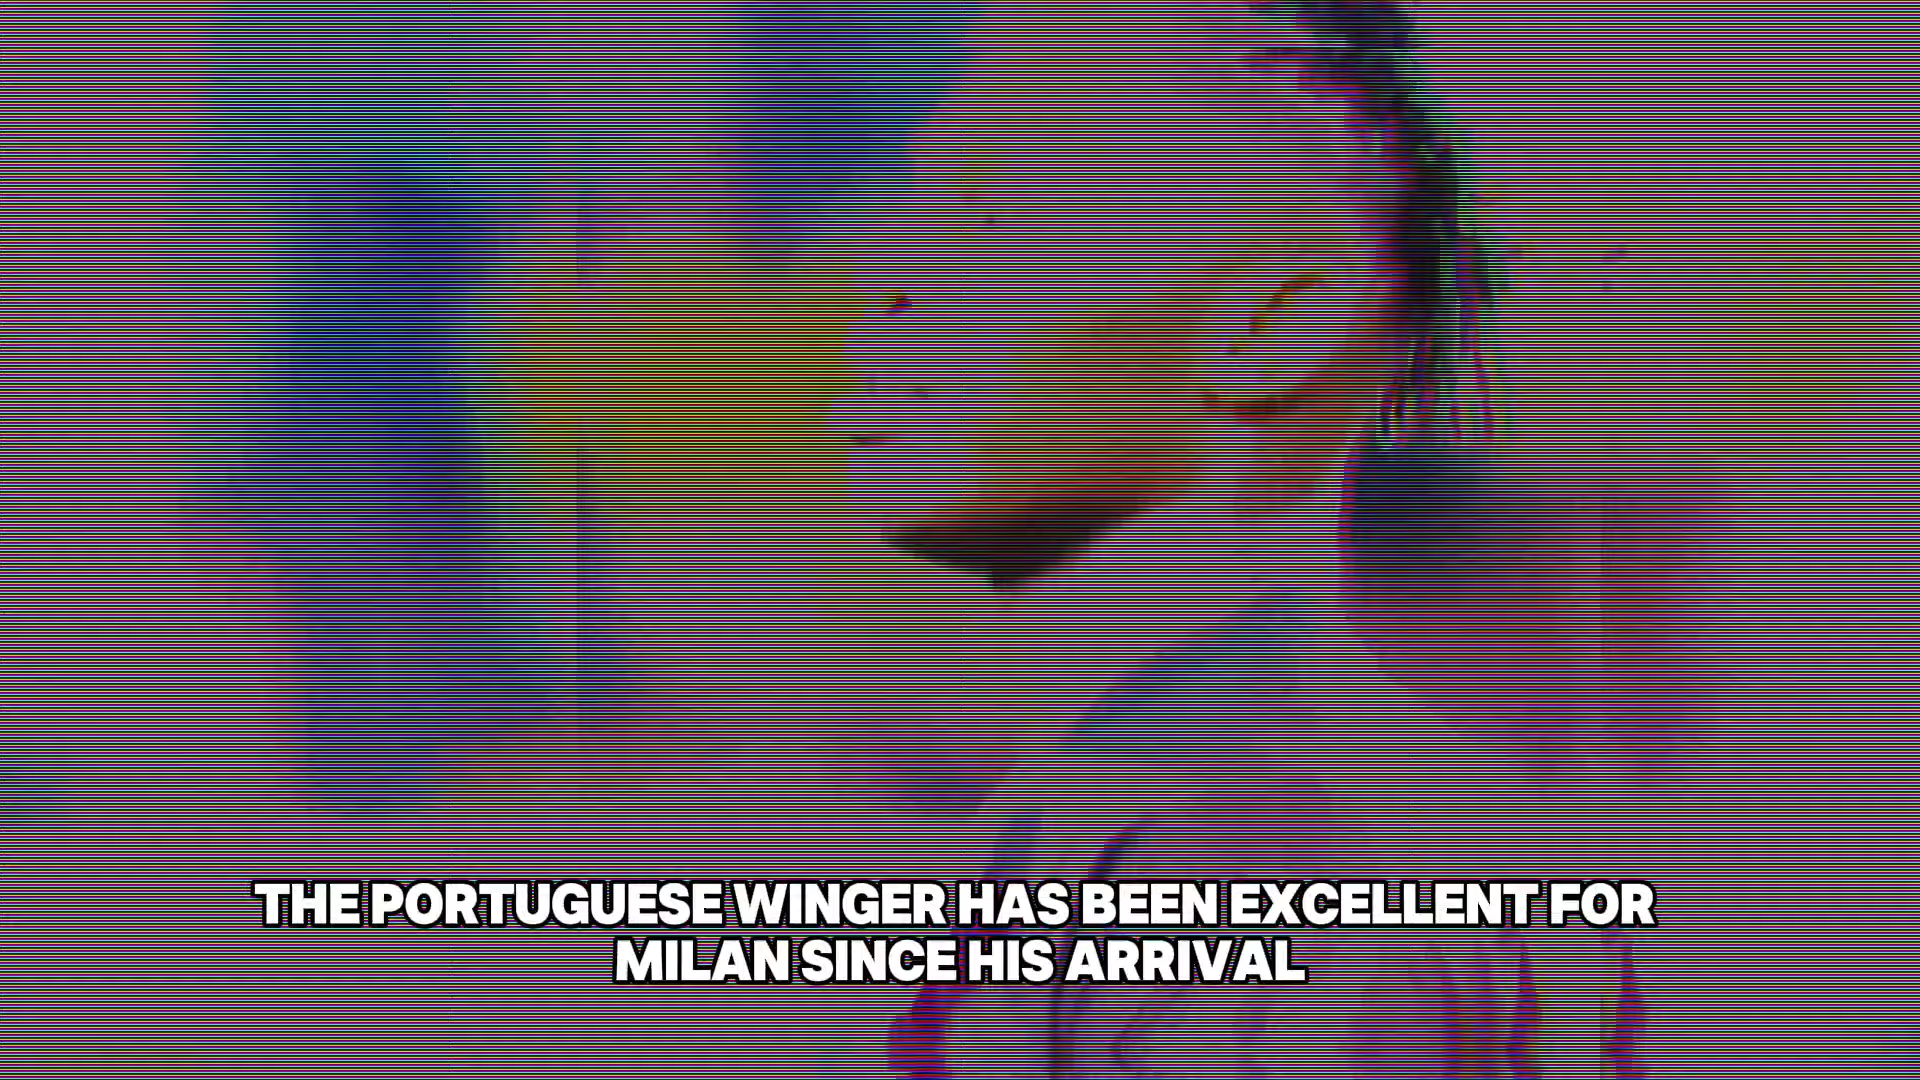 THE PORTUGUESE WINGER HAS BEEN EXCELLENT FOR
MILAN SINCE HIS ARRIVAL